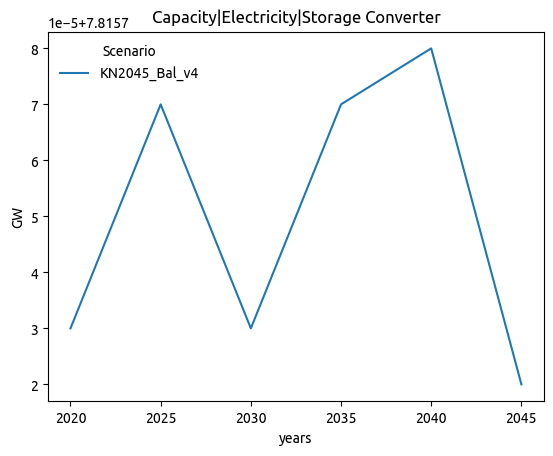 Capacity|Electricity|Storage Converter
1e−5+7.8157
Scenario
KN2045_Bal_v4
GW
8
7
6
5
4
3
2
2020 2025 2030 2035 2040 2045
years